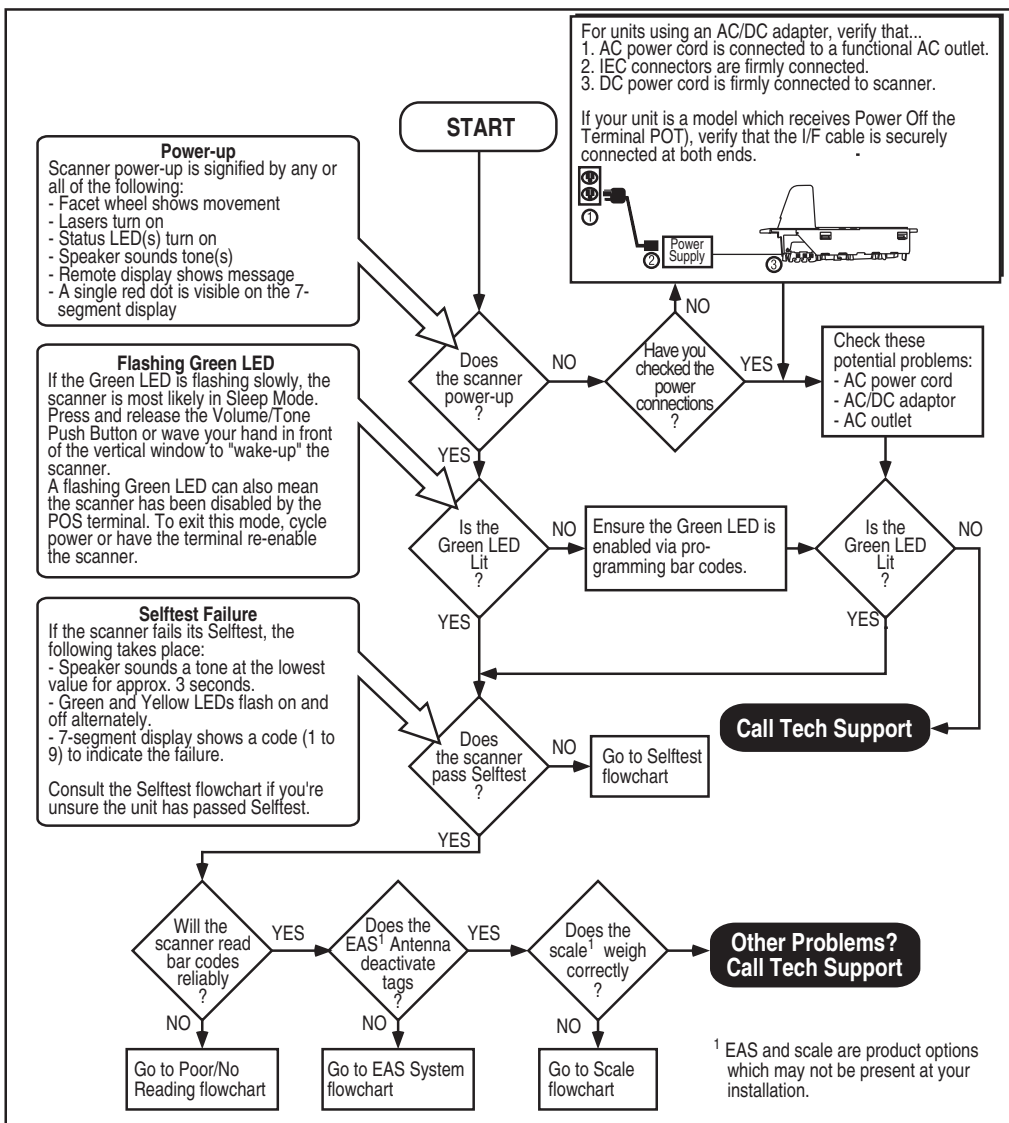 For units using an AC/DC adapter, verify that...
1. AC power cord is connected to a functional AC outlet.
2. IEC connectors are firmly connected.
3. DC power cord is firmly connected to scanner.
If your unit is a model which receives Power Off the
Terminal POT), verify that the I/F cable is securely
connected at both ends.
-
1
2
Power
Supply
3
START
Power-up
Scanner power-up is signified by any or
all of the following:
- Facet wheel shows movement
- Lasers turn on
- Status LED(s) turn on
- Speaker sounds tone(s)
- Remote display shows message
- A single red dot is visible on the 7-
segment display
Does
the scanner
power-up
?
NO
YES
Have you
checked the
power
connections
?
NO
YES
Check these
potential problems:
- AC power cord
- AC/DC adaptor
- AC outlet
Flashing Green LED
If the Green LED is flashing slowly, the
scanner is most likely in Sleep Mode.
Press and release the Volume/Tone
Push Button or wave your hand in front
of the vertical window to "wake-up" the
scanner.
A flashing Green LED can also mean
the scanner has been disabled by the
POS terminal. To exit this mode, cycle
power or have the terminal re-enable
the scanner.
Is the
Green LED
Lit
?
NO
YES
Ensure the Green LED is
enabled via pro-
gramming bar codes.
Is the
Green LED
Lit
?
NO
YES
Call Tech Support
Selftest Failure
If the scanner fails its Selftest, the
following takes place:
- Speaker sounds a tone at the lowest
value for approx. 3 seconds.
- Green and Yellow LEDs flash on and
off alternately.
- 7-segment display shows a code (1 to
9) to indicate the failure.
Consult the Selftest flowchart if you're
unsure the unit has passed Selftest.
Does
the scanner
pass Selftest
?
NO
YES
Go to Selftest
flowchart
Will the
scanner read
bar codes
reliably
?
YES
NO
Go to Poor/No
Reading flowchart
Does the
EAS¹ Antenna
deactivate
tags
?
YES
NO
Go to EAS System
flowchart
Does the
scale¹ weigh
correctly
?
NO
Go to Scale
flowchart
Other Problems?
Call Tech Support
¹ EAS and scale are product options
which may not be present at your
installation.